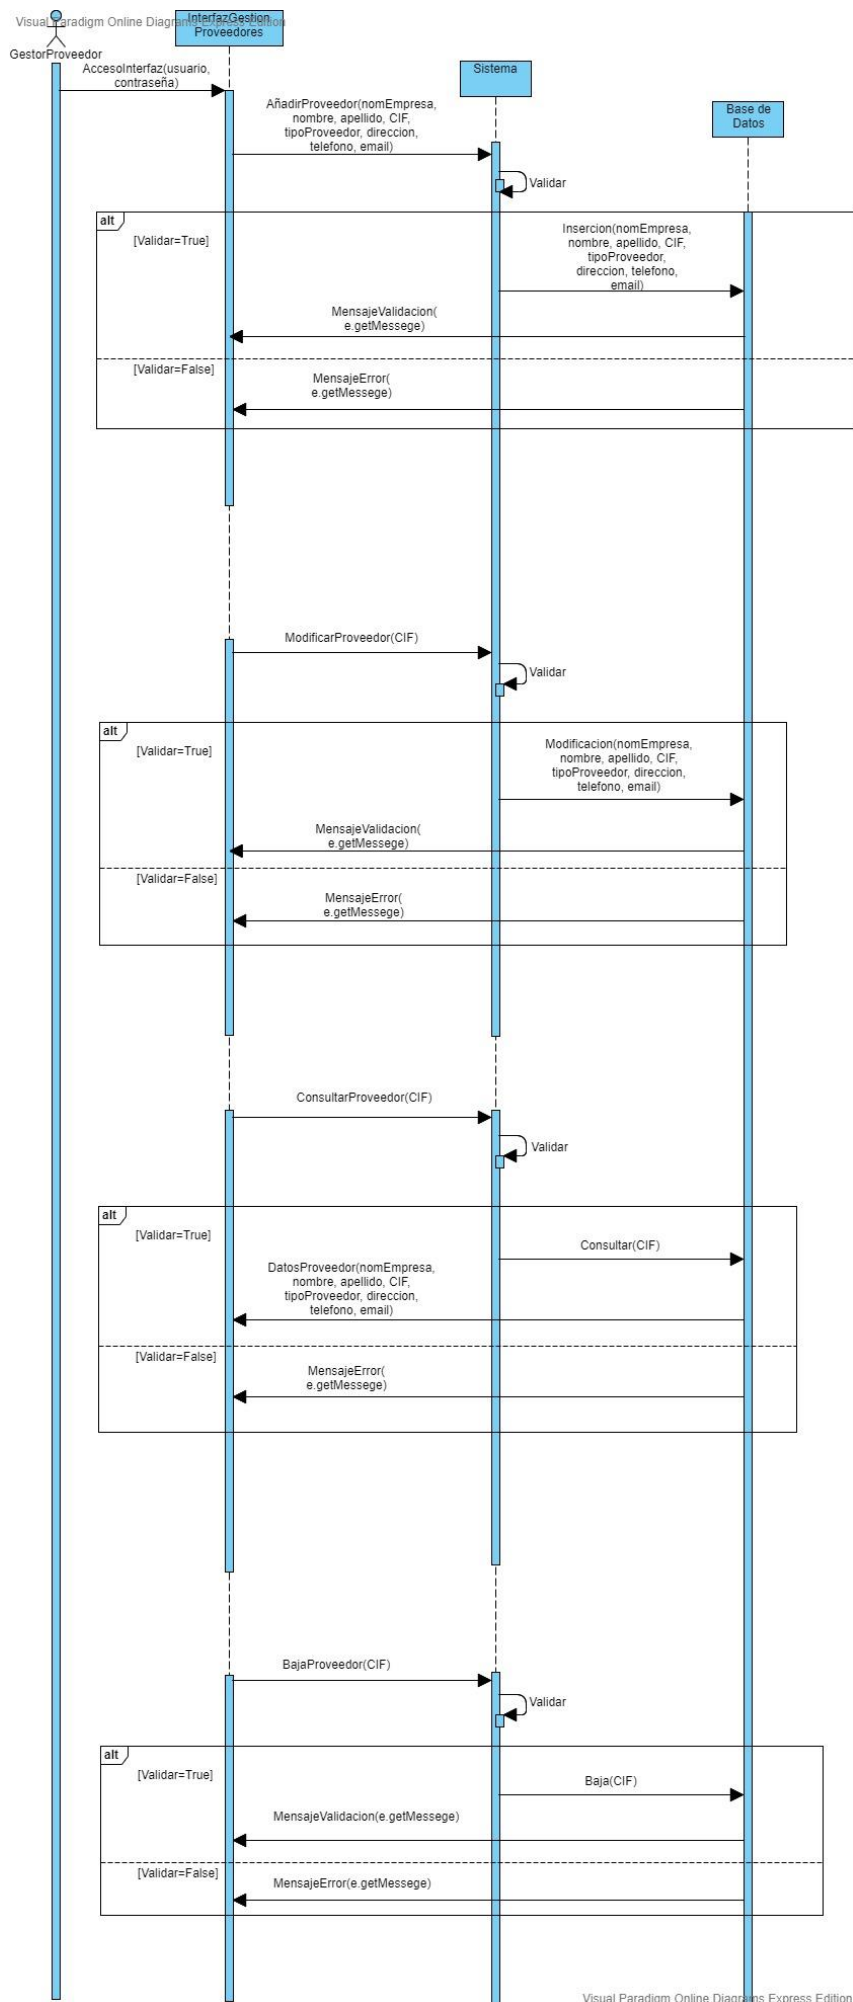 Visual Paradigm Online Diagrams Express Edition
InterfazGestion
Proveedores
GestorProveedor
AccesoInterfaz(usuario,
contraseña)
Sistema
AñadirProveedor(nomEmpresa,
nombre, apellido, CIF,
tipoProveedor, direccion,
telefono, email)
Base de
Datos
Validar
alt
[Validar=True]
Insercion(nomEmpresa,
nombre, apellido, CIF,
tipoProveedor,
direccion, telefono,
email)
MensajeValidacion(
e.getMessege)
[Validar=False]
MensajeError(
e.getMessege)
ModificarProveedor(CIF)
Validar
alt
[Validar=True]
Modificacion(nomEmpresa,
nombre, apellido, CIF,
tipoProveedor, direccion,
telefono, email)
MensajeValidacion(
e.getMessege)
[Validar=False]
MensajeError(
e.getMessege)
ConsultarProveedor(CIF)
Validar
alt
[Validar=True]
Consultar(CIF)
DatosProveedor(nomEmpresa,
nombre, apellido, CIF,
tipoProveedor, direccion,
telefono, email)
[Validar=False]
MensajeError(
e.getMessege)
BajaProveedor(CIF)
Validar
alt
[Validar=True]
Baja(CIF)
MensajeValidacion(e.getMessege)
[Validar=False]
MensajeError(e.getMessege)
Visual Paradigm Online Diagrams Express Edition